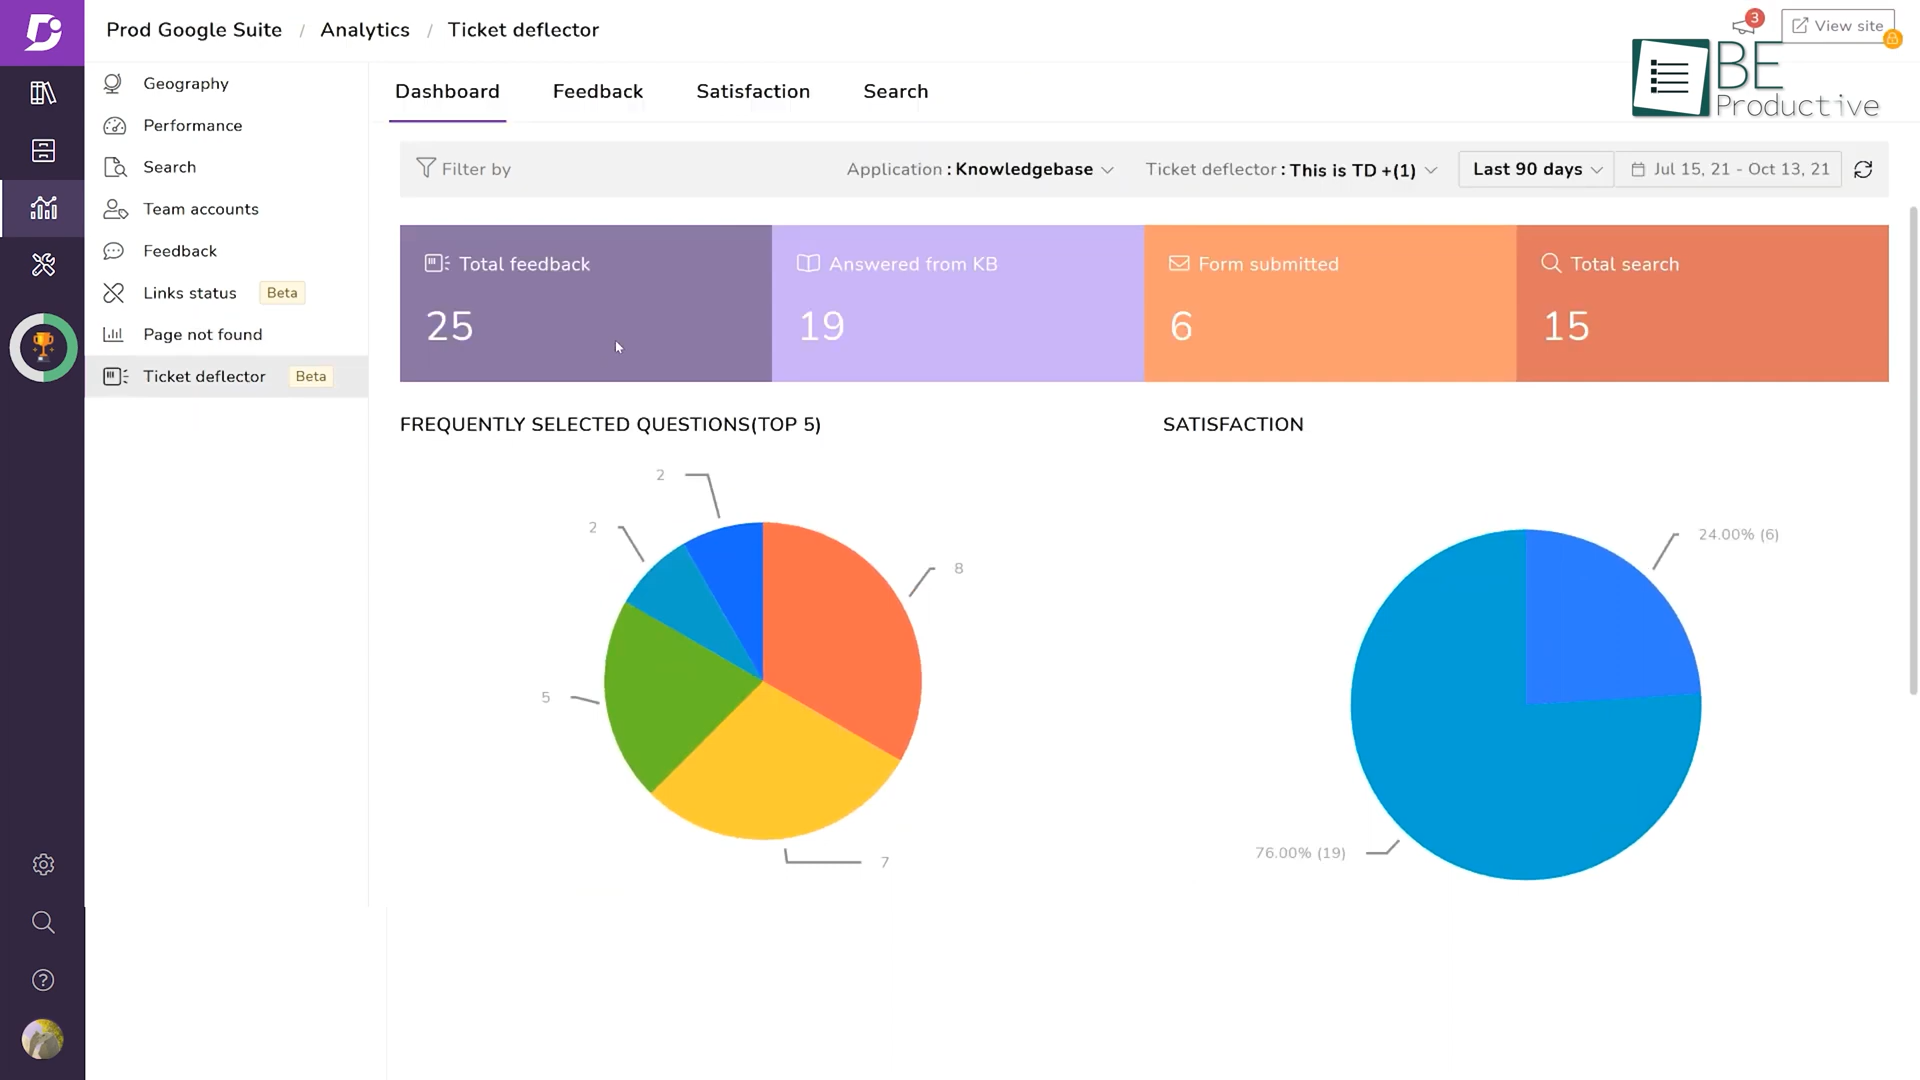 Prod Google Suite / Analytics / Ticket deflector
3
View site
BE
Productive
Geography
Performance
Search
Team accounts
Feedback
Links status Beta
Page not found
Ticket deflector Beta
Dashboard Feedback Satisfaction Search
Filter by Application : Knowledgebase Ticket deflector : This is TD +(1) Last 90 days Jul 15, 21 - Oct 13, 21
Total feedback
25
Answered from KB
19
Form submitted
6
Total search
15
FREQUENTLY SELECTED QUESTIONS(TOP 5)
2
2
8
5
7
SATISFACTION
24.00% (6)
76.00% (19)